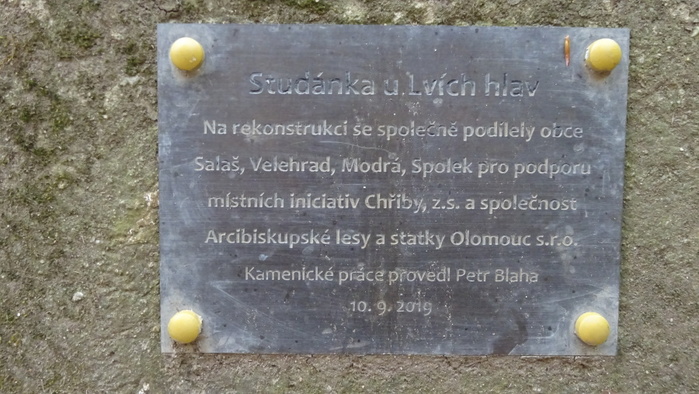 Studánka u Lvích hlav
Na rekonstrukci se společně podílely obce
Salaš, Velehrad, Modrá, Spolek pro podporu
místních iniciativ Chřiby, z.s. a společnost
Arcibiskupské lesy a statky Olomouc s.r.o.
Kamenické práce provedl Petr Blaha
10. 9. 2019